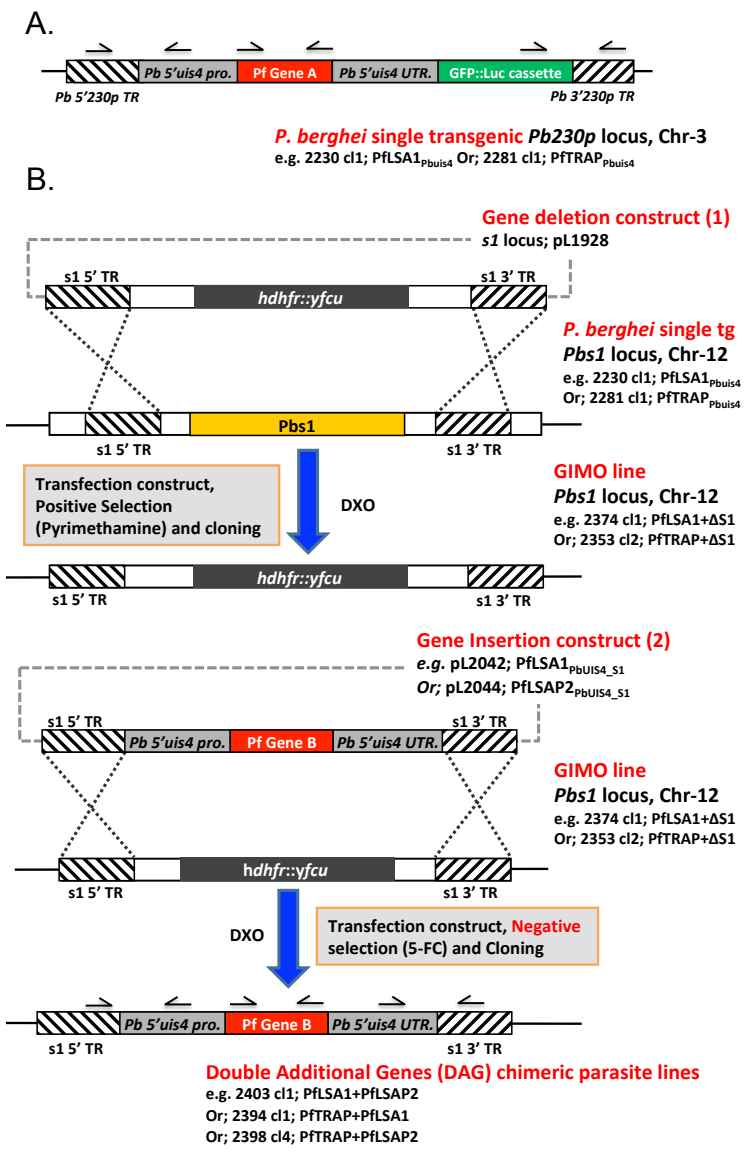 A.
Pb 5'uis4 pro.
Pf Gene A
Pb 5'uis4 UTR.
GFP::Luc cassette
Pb 5'230p TR
Pb 3'230p TR
P. berghei single transgenic Pb230p locus, Chr-3
e.g. 2230 cl1; PfLSA1Pbuis4 Or; 2281 cl1; PfTRAPPbuis4
B.
Gene deletion construct (1)
s1 locus; pL1928
s1 5' TR
s1 3' TR
hdhfr::yfcu
P. berghei single tg
Pbs1 locus, Chr-12
e.g. 2230 cl1; PfLSA1Pbuis4
Or; 2281 cl1; PfTRAPPbuis4
Pbs1
s1 5' TR
s1 3' TR
Transfection construct,
Positive Selection
(Pyrimethamine) and cloning
DXO
GIMO line
Pbs1 locus, Chr-12
e.g. 2374 cl1; PfLSA1+ΔS1
Or; 2353 cl2; PfTRAP+ΔS1
hdhfr::yfcu
s1 5' TR
s1 3' TR
Gene Insertion construct (2)
e.g. pL2042; PfLSA1PbUIS4_S1
Or; pL2044; PfLSAP2PbUIS4_S1
s1 5' TR
s1 3' TR
Pb 5'uis4 pro.
Pf Gene B
Pb 5'uis4 UTR.
GIMO line
Pbs1 locus, Chr-12
e.g. 2374 cl1; PfLSA1+ΔS1
Or; 2353 cl2; PfTRAP+ΔS1
hdhfr::yfcu
s1 5' TR
s1 3' TR
DXO
Transfection construct, Negative
selection (5-FC) and Cloning
Pb 5'uis4 pro.
Pf Gene B
Pb 5'uis4 UTR.
s1 5' TR
s1 3' TR
Double Additional Genes (DAG) chimeric parasite lines
e.g. 2403 cl1; PfLSA1+PfLSAP2
Or; 2394 cl1; PfTRAP+PfLSA1
Or; 2398 cl4; PfTRAP+PfLSAP2